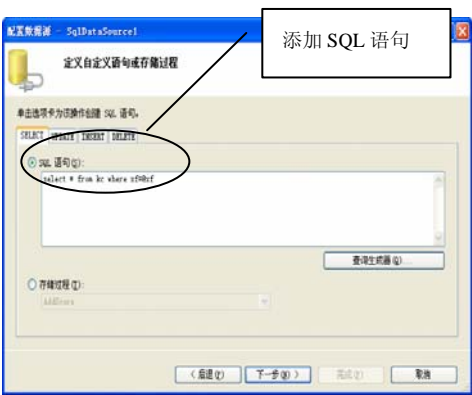 配置数据源 - SqlDataSource1
添加 SQL 语句
定义自定义语句或存储过程
单击选项卡为该操作创建 SQL 语句。
SELECT UPDATE INSERT DELETE
SQL 语句(S):
select * from kc where xf=@xf
查询生成器(Q)...
存储过程(T):
AddScore
< 后退(P) 下一步(N) > 完成(F) 取消